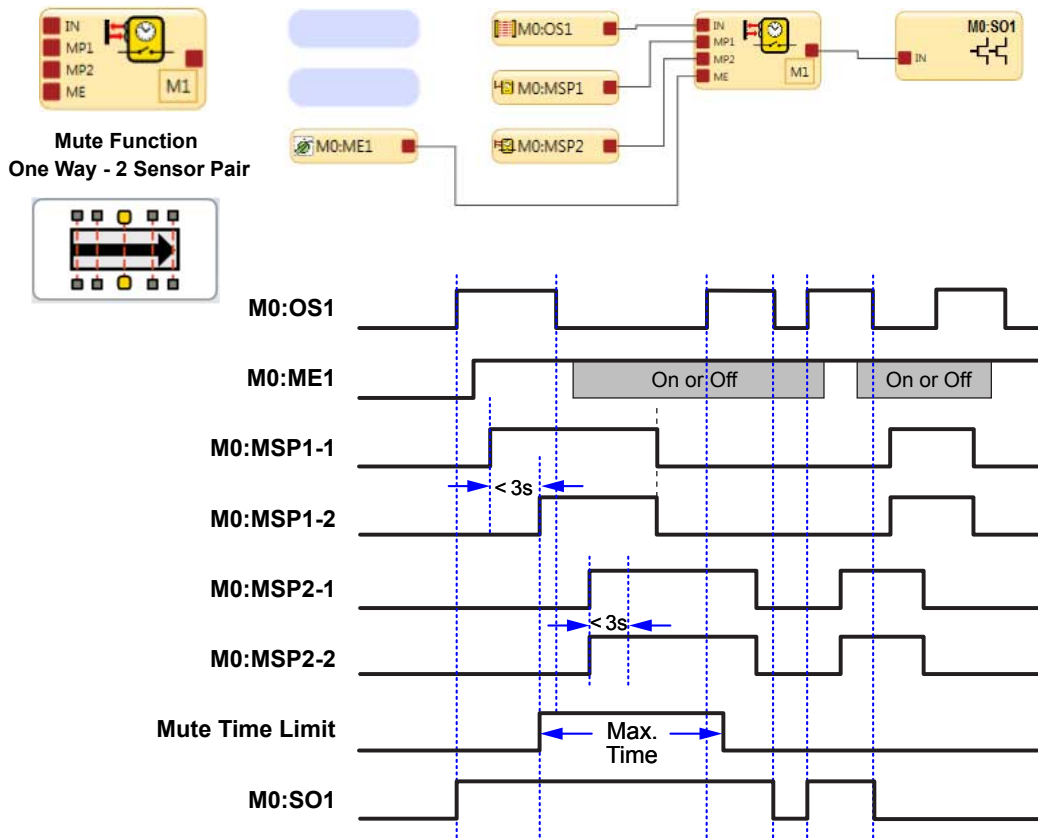 IN
MP1
MP2
ME
M1
Mute Function
One Way - 2 Sensor Pair
M0:ME1
M0:OS1
M0:MSP1
M0:MSP2
IN
MP1
MP2
ME
M1
M0:SO1
IN
M0:OS1
M0:ME1
On or Off
On or Off
M0:MSP1-1
< 3s
M0:MSP1-2
M0:MSP2-1
< 3s
M0:MSP2-2
Mute Time Limit
Max.
Time
M0:SO1